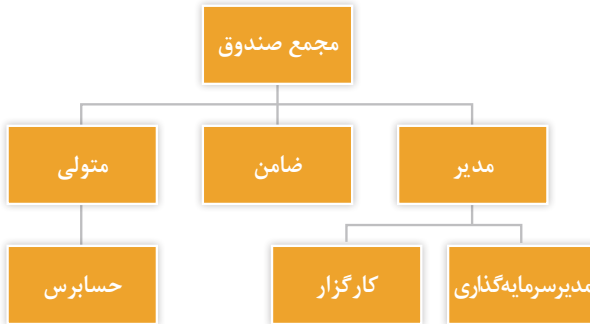 مجمع صندوق
مدیر
ضامن
متولی
مدیرسرمایه‌گذاری
کارگزار
حسابرس